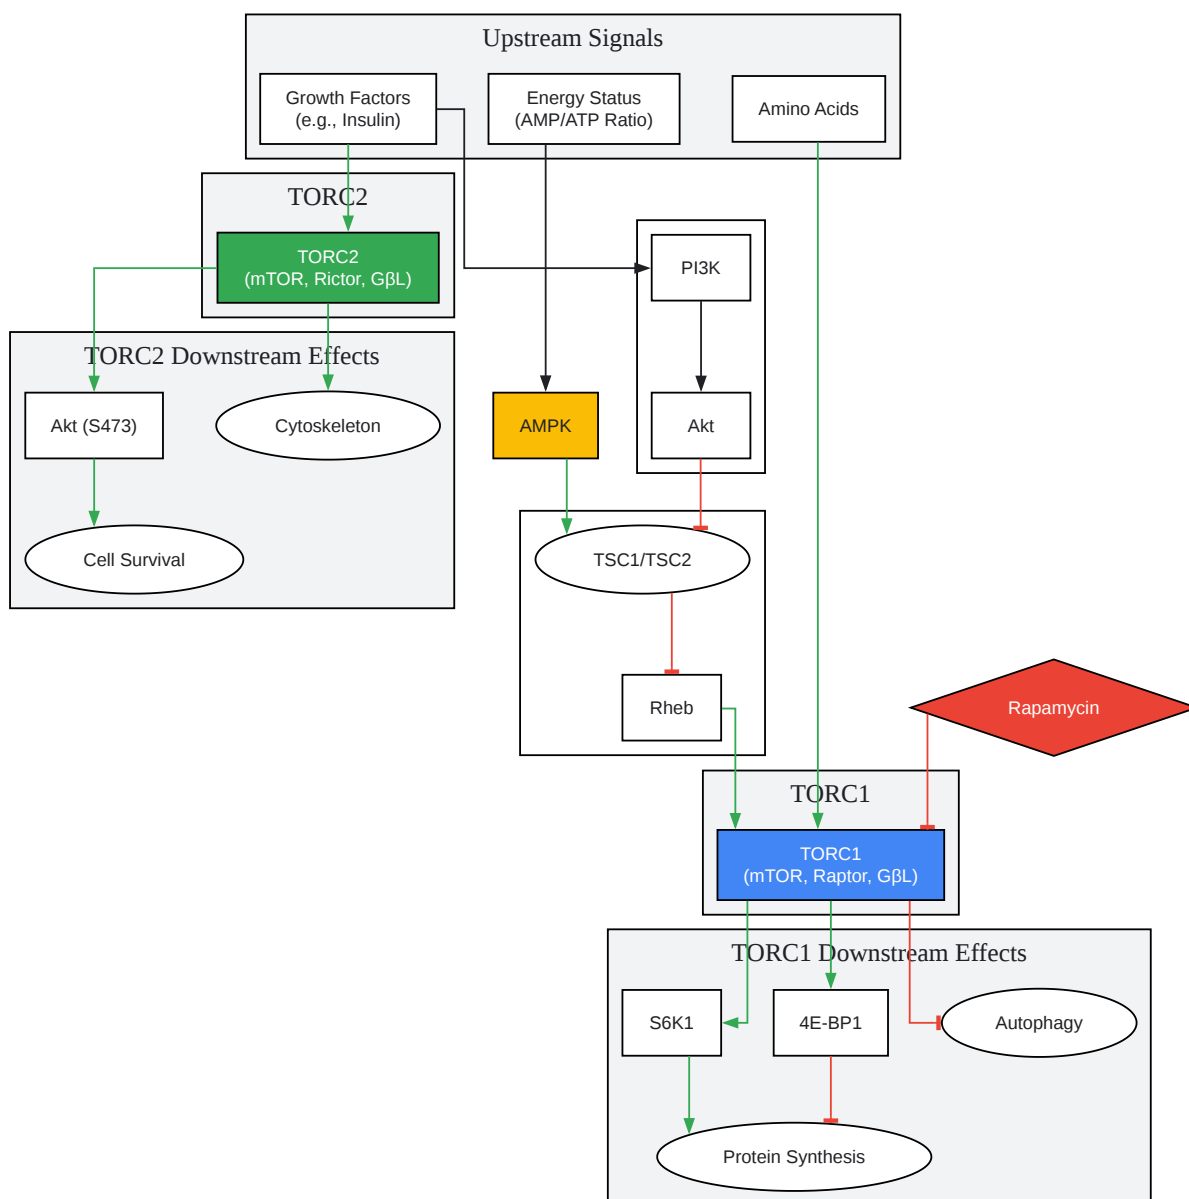 Upstream Signals
Growth Factors
(e.g., Insulin)
Energy Status
(AMP/ATP Ratio)
Amino Acids
TORC2
TORC2
(mTOR, Rictor, GβL)
PI3K
TORC2 Downstream Effects
Akt (S473)
Cytoskeleton
AMPK
Akt
Cell Survival
TSC1/TSC2
Rheb
Rapamycin
TORC1
TORC1
(mTOR, Raptor, GβL)
TORC1 Downstream Effects
S6K1
4E-BP1
Autophagy
Protein Synthesis